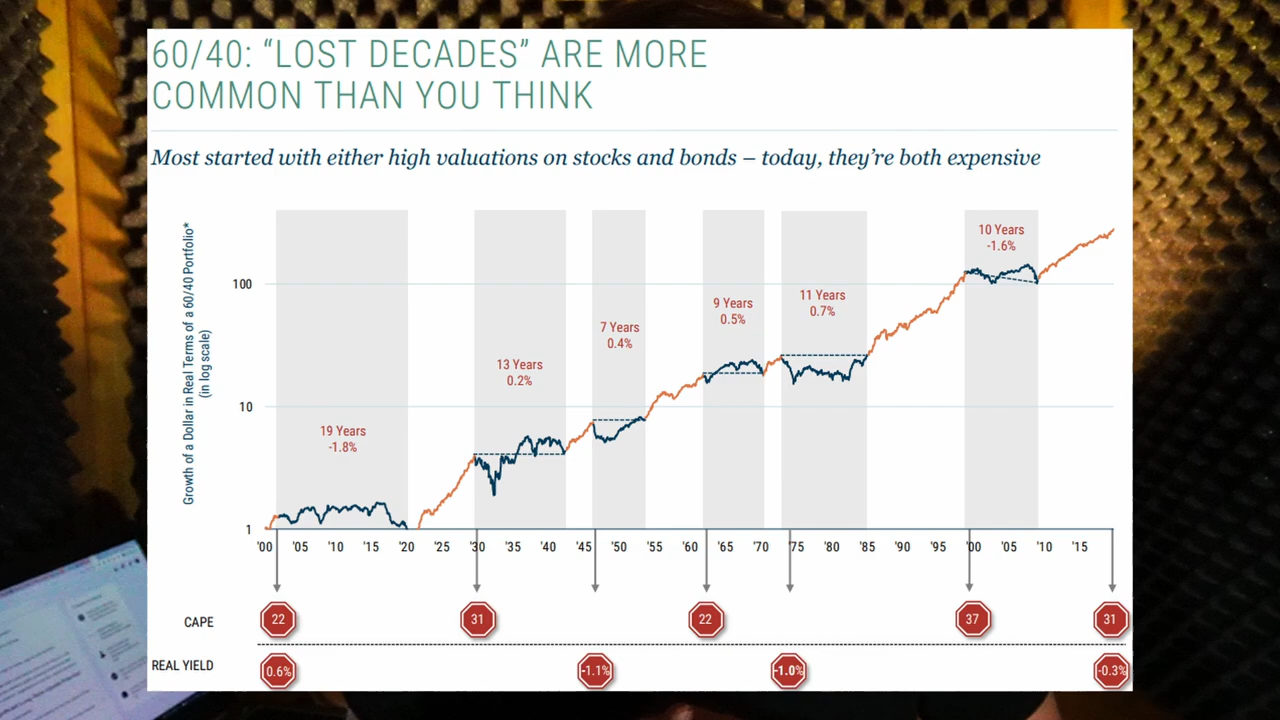 60/40: “LOST DECADES” ARE MORE
COMMON THAN YOU THINK
Most started with either high valuations on stocks and bonds – today, they’re both expensive
Growth of a Dollar in Real Terms of a 60/40 Portfolio*
(in log scale)
100
10
1
19 Years
-1.8%
13 Years
0.2%
7 Years
0.4%
9 Years
0.5%
11 Years
0.7%
10 Years
-1.6%
'00 '05 '10 '15 '20 '25 '30 '35 '40 '45 '50 '55 '60 '65 '70 '75 '80 '85 '90 '95 '00 '05 '10 '15
CAPE 22 31 22 37 31
REAL YIELD 0.6% -1.1% -1.0% -0.3%